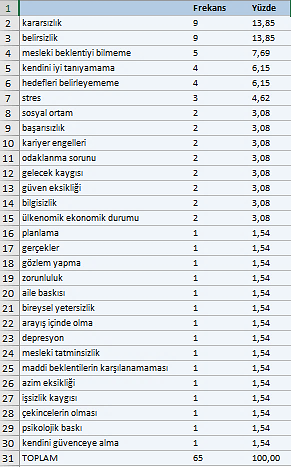 1 Frekans Yüzde
2 kararsızlık 9 13,85
3 belirsizlik 9 13,85
4 mesleki beklentiyi bilmeme 5 7,69
5 kendini iyi tanıyamama 4 6,15
6 hedefleri belirleyememe 4 6,15
7 stres 3 4,62
8 sosyal ortam 2 3,08
9 başarısızlık 2 3,08
10 kariyer engelleri 2 3,08
11 odaklanma sorunu 2 3,08
12 gelecek kaygısı 2 3,08
13 güven eksikliği 2 3,08
14 bilgisizlik 2 3,08
15 ülkenomik ekonomik durumu 2 3,08
16 planlama 1 1,54
17 gerçekler 1 1,54
18 gözlem yapma 1 1,54
19 zorunluluk 1 1,54
20 aile baskısı 1 1,54
21 bireysel yetersizlik 1 1,54
22 arayış içinde olma 1 1,54
23 depresyon 1 1,54
24 mesleki tatminsizlik 1 1,54
25 maddi beklentilerin karşılanamaması 1 1,54
26 azim eksikliği 1 1,54
27 işsizlik kaygısı 1 1,54
28 çekincelerin olması 1 1,54
29 psikolojik baskı 1 1,54
30 kendini güvenceye alma 1 1,54
31 TOPLAM 65 100,00